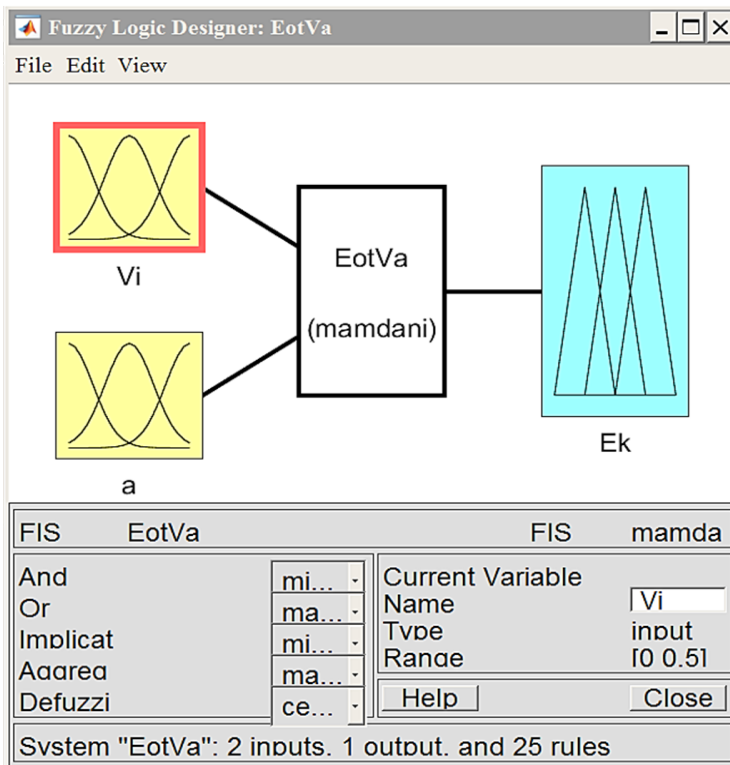 Fuzzy Logic Designer: EotVa
File Edit View
Vi
EotVa
(mamdani)
a
Ek
FIS EotVa FIS mamda
And mi...
Or ma...
Implicat mi...
Aggreg ma...
Defuzzi ce...
Current Variable
Name Vi
Type input
Range [0 0.5]
Help Close
System "EotVa": 2 inputs, 1 output, and 25 rules